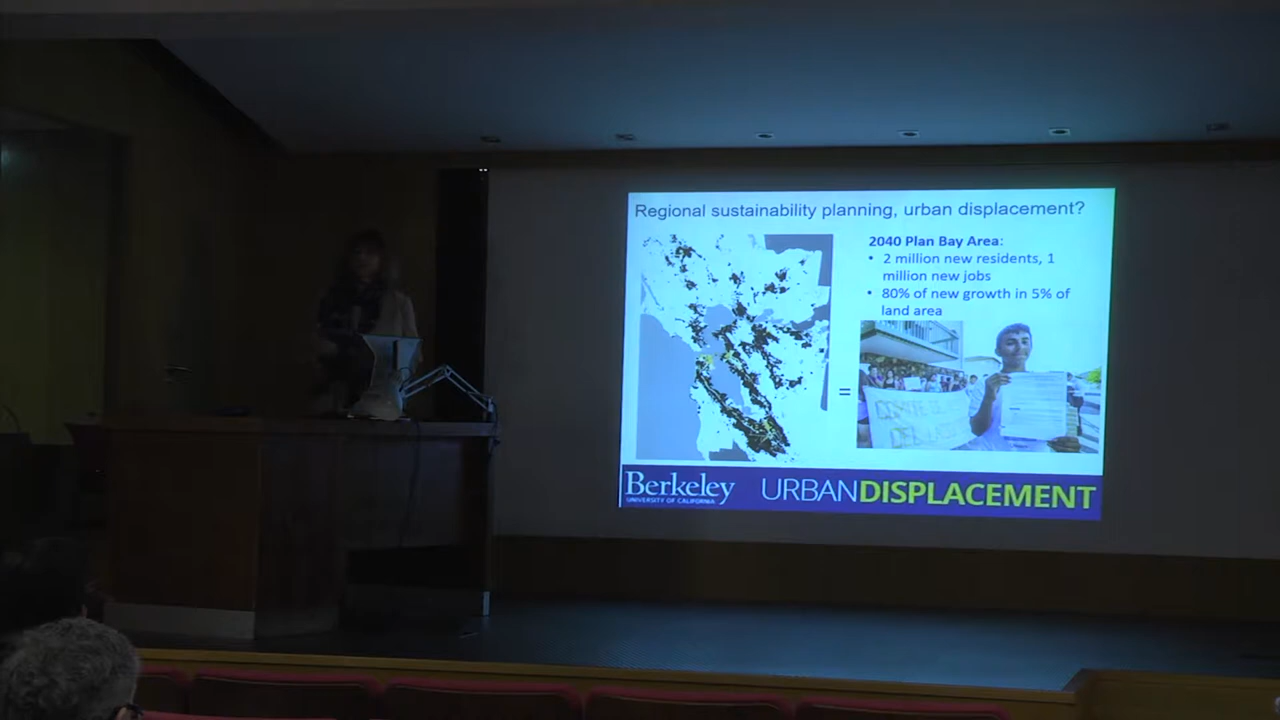 Regional sustainability planning, urban displacement?
2040 Plan Bay Area:
• 2 million new residents, 1
million new jobs
• 80% of new growth in 5% of
land area
=
Berkeley
UNIVERSITY OF CALIFORNIA
URBANDISPLACEMENT